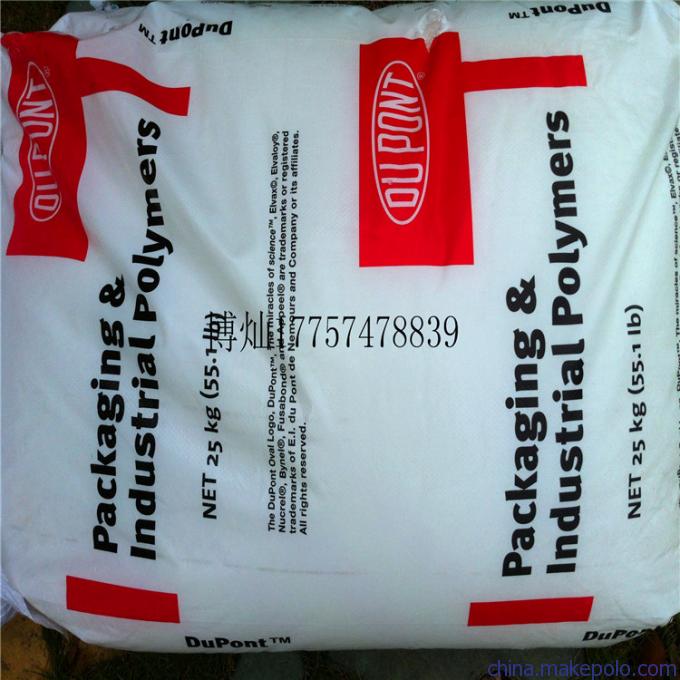 DuPont™
DU PONT
®
Packaging &
Industrial Polymers
NET 25 kg (55.1 lb)
DuPont™
The DuPont Oval Logo, DuPont™, The miracles of science™, Elvax®, Elvaloy®,
Nucrel®, Bynel®, Fusabond® and Appeel® are trademarks or registered
trademarks of E.I. du Pont de Nemours and Company or its affiliates.
All rights reserved.
DuPont™
DU PONT
®
Packaging &
Industrial Polymers
NET 25 kg (55.1 lb)
DuPont
博灿 17757478839
china.makepolo.com